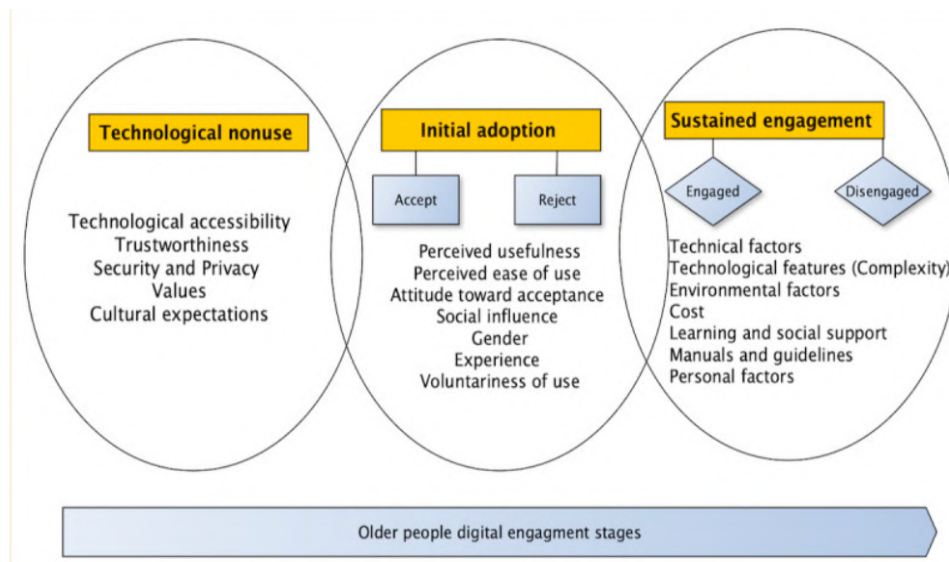 Technological nonuse
Technological accessibility
Trustworthiness
Security and Privacy
Values
Cultural expectations
Initial adoption
Accept
Reject
Perceived usefulness
Perceived ease of use
Attitude toward acceptance
Social influence
Gender
Experience
Voluntariness of use
Sustained engagement
Engaged
Disengaged
Technical factors
Technological features (Complexity)
Environmental factors
Cost
Learning and social support
Manuals and guidelines
Personal factors
Older people digital engagment stages